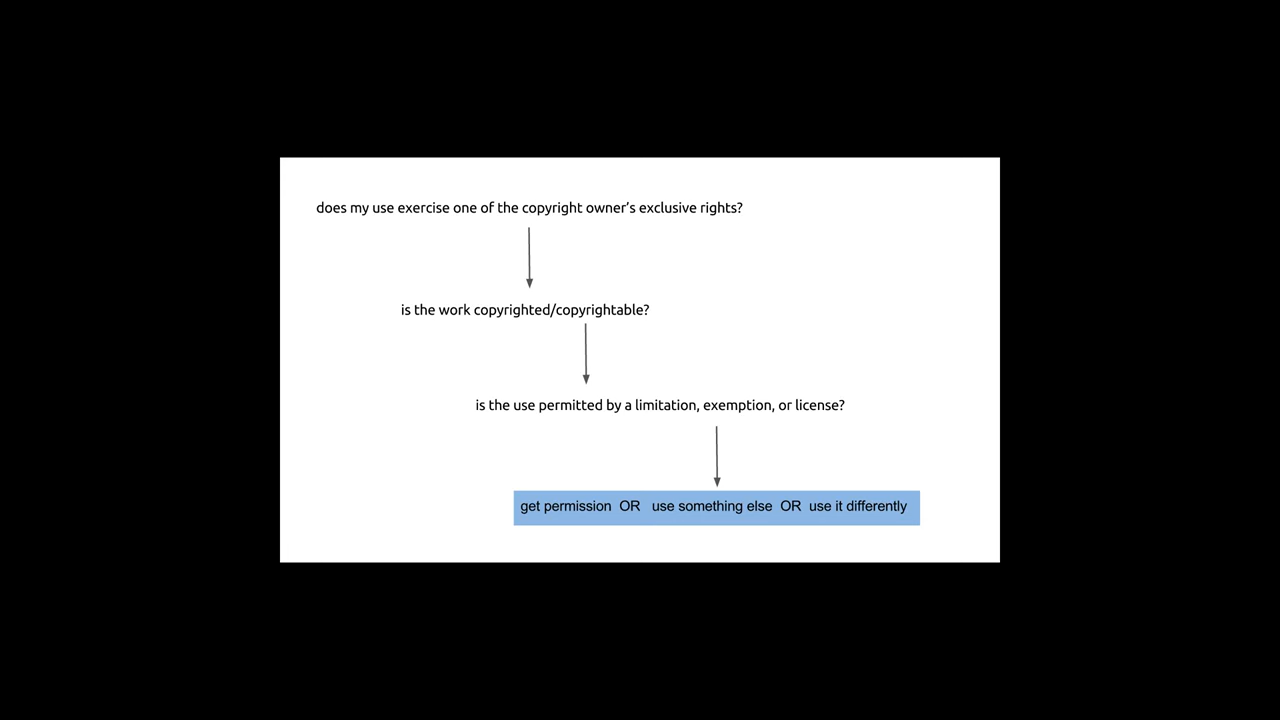 does my use exercise one of the copyright owner’s exclusive rights?
is the work copyrighted/copyrightable?
is the use permitted by a limitation, exemption, or license?
get permission OR use something else OR use it differently